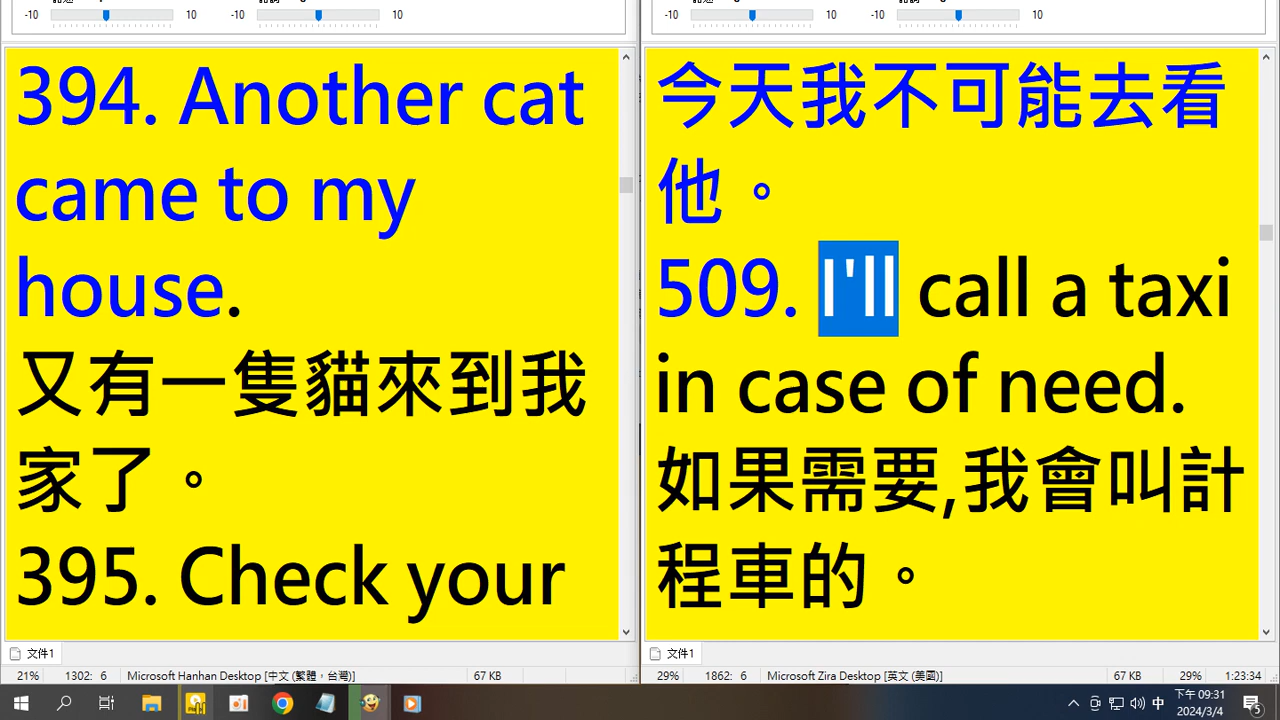 -10 10 -10 10
394. Another cat
came to my
house.
又有一隻貓來到我
家了。
395. Check your
文件1
21% 1302: 6 Microsoft Hanhan Desktop [中文 (繁體，台灣)] 67 KB
-10 10 -10 10
今天我不可能去看
他。
509. I'll call a taxi
in case of need.
如果需要,我會叫計
程車的。
文件1
29% 1862: 6 Microsoft Zira Desktop [英文 (美國)] 67 KB 29% 1:23:34
中 下午 09:31
2024/3/4 5